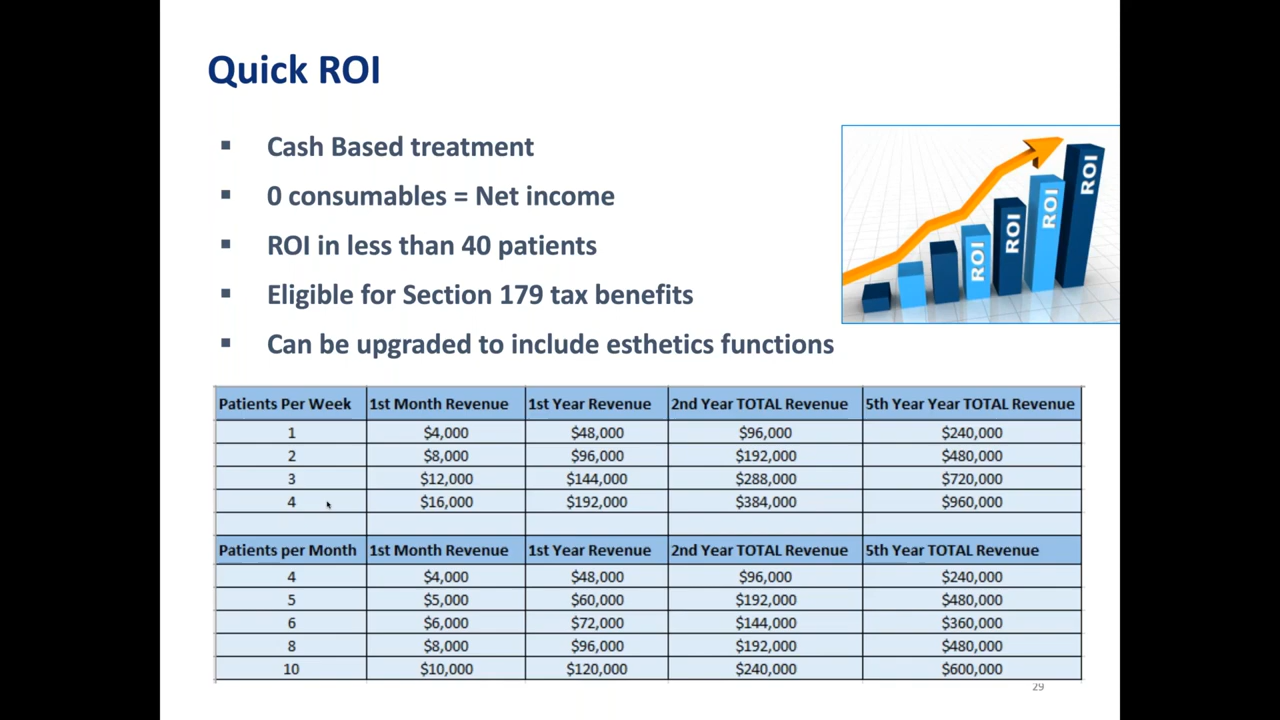 Quick ROI
▪ Cash Based treatment
▪ 0 consumables = Net income
▪ ROI in less than 40 patients
▪ Eligible for Section 179 tax benefits
▪ Can be upgraded to include esthetics functions
ROI ROI ROI ROI
Patients Per Week 1st Month Revenue 1st Year Revenue 2nd Year TOTAL Revenue 5th Year Year TOTAL Revenue
1 $4,000 $48,000 $96,000 $240,000
2 $8,000 $96,000 $192,000 $480,000
3 $12,000 $144,000 $288,000 $720,000
4 $16,000 $192,000 $384,000 $960,000
Patients per Month 1st Month Revenue 1st Year Revenue 2nd Year TOTAL Revenue 5th Year TOTAL Revenue
4 $4,000 $48,000 $96,000 $240,000
5 $5,000 $60,000 $192,000 $480,000
6 $6,000 $72,000 $144,000 $360,000
8 $8,000 $96,000 $192,000 $480,000
10 $10,000 $120,000 $240,000 $600,000
29